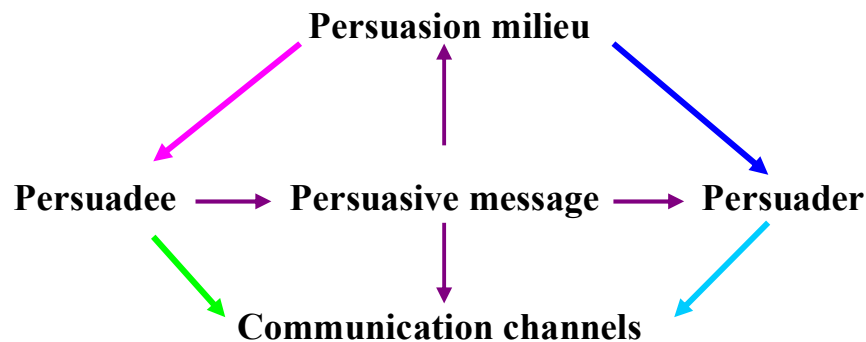 Persuasion milieu
Persuadee Persuasive message Persuader
Communication channels